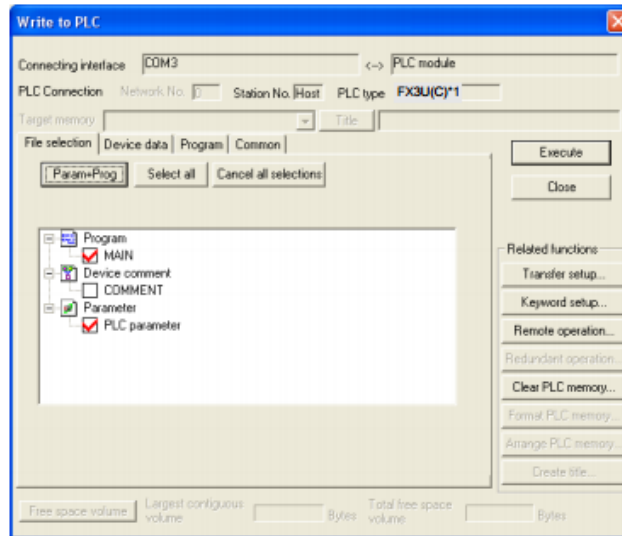 Write to PLC
Connecting interface COM3 <-> PLC module
PLC Connection Network No. 0 Station No. Host PLC type FX3U(C)*1
Target memory Title
File selection Device data Program Common
Execute
Param+Prog Select all Cancel all selections
Close
Program
MAIN
Device comment
COMMENT
Parameter
PLC parameter
Related functions
Transfer setup...
Keyword setup...
Remote operation...
Redundant operation...
Clear PLC memory...
Format PLC memory...
Arrange PLC memory...
Create title...
Free space volume Largest contiguous volume Bytes Total free space volume Bytes